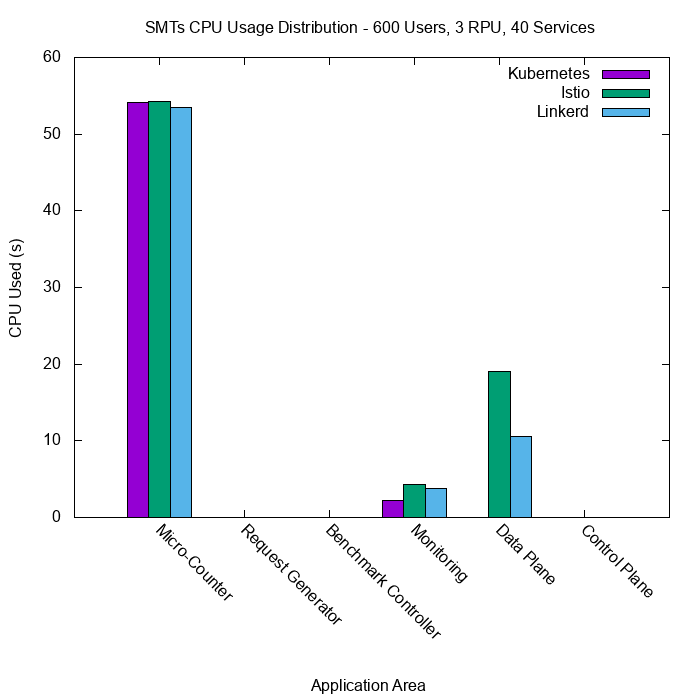 SMTs CPU Usage Distribution - 600 Users, 3 RPU, 40 Services
Kubernetes
Istio
Linkerd
60
50
40
30
20
10
0
CPU Used (s)
Micro-Counter
Request Generator
Benchmark Controller
Monitoring
Data Plane
Control Plane
Application Area